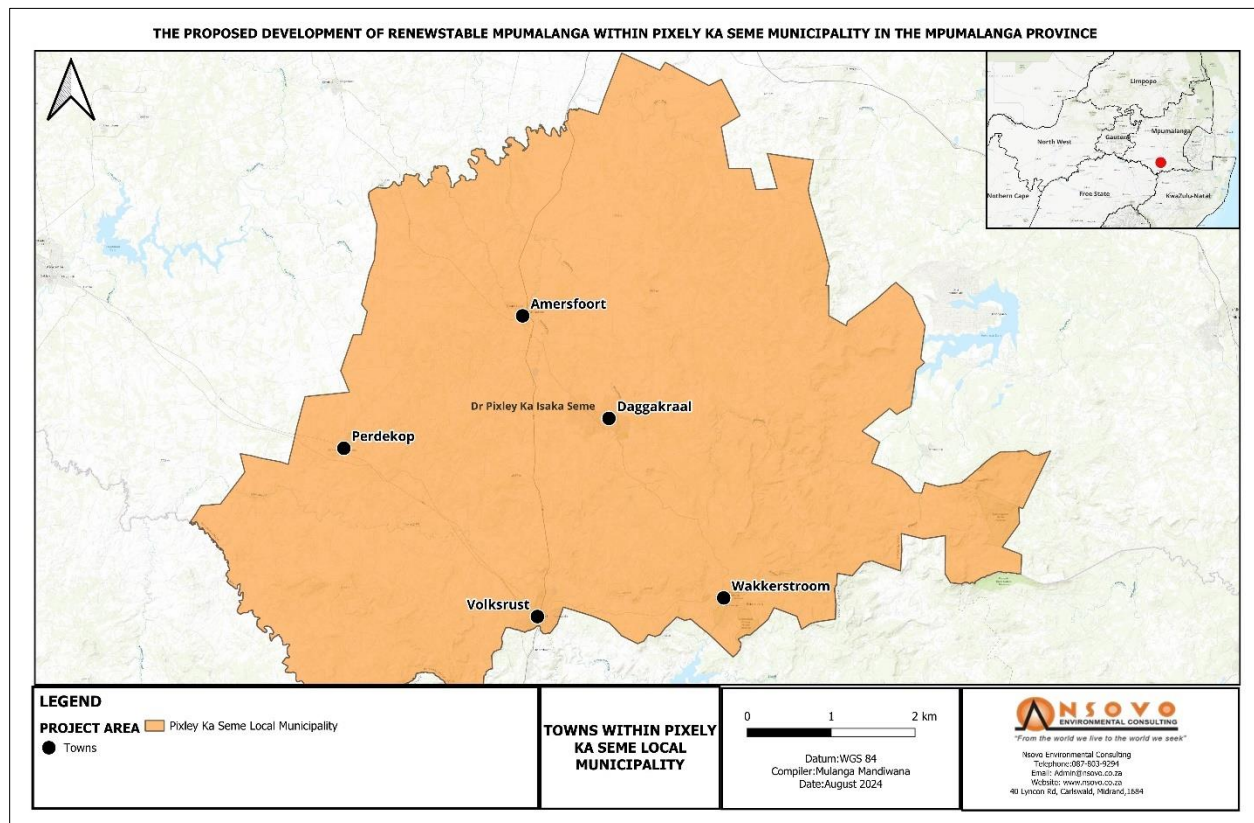 THE PROPOSED DEVELOPMENT OF RENEWSTABLE MPUMALANGA WITHIN PIXELY KA SEME MUNICIPALITY IN THE MPUMALANGA PROVINCE
Limpopo
Mpumalanga
North West
Gauteng
Free State
KwaZulu-Natal
Nothern Cape
Amersfoort
Dr Pixley Ka Isaka Seme
Daggakraal
Perdekop
Wakkerstroom
Volksrust
LEGEND
PROJECT AREA
Pixley Ka Seme Local Municipality
Towns
TOWNS WITHIN PIXELY
KA SEME LOCAL
MUNICIPALITY
0 1 2 km
Datum:WGS 84
Compiler:Mulanga Mandiwana
Date:August 2024
NSOVO
ENVIRONMENTAL CONSULTING
"From the world we live to the world we seek"
Nsovo Environmental Consulting
Telephone:087-803-9294
Email: Admin@nsovo.co.za
Website: www.nsovo.co.za
40 Lyncon Rd, Carlswald, Midrand,1684